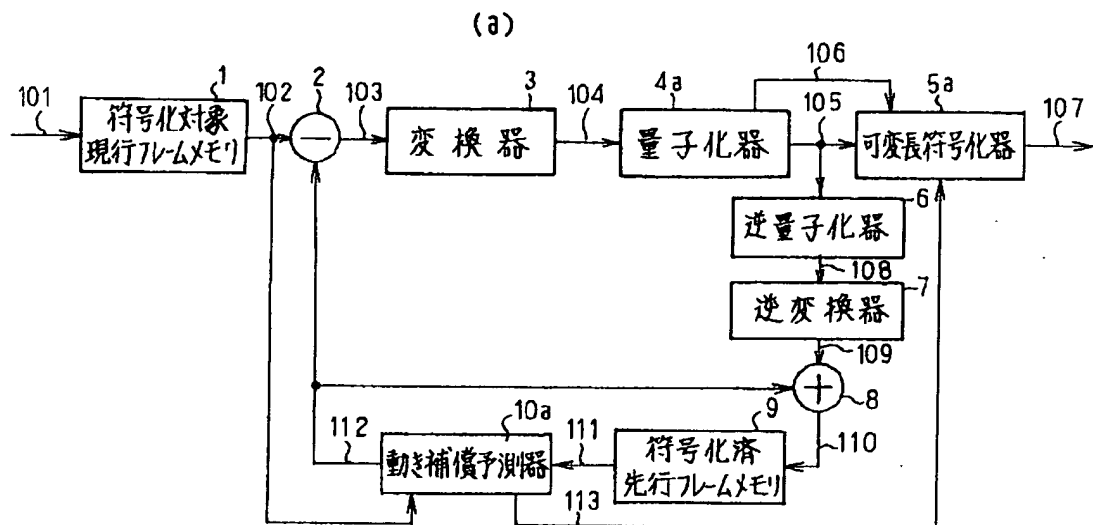 (a)
101
1
符号化対象
現行フレームメモリ
102
2
−
103
3
変換器
104
4a
量子化器
106
105
5a
可変長符号化器
107
6
逆量子化器
108
7
逆変換器
109
+
8
110
9
符号化済
先行フレームメモリ
111
10a
動き補償予測器
112
113